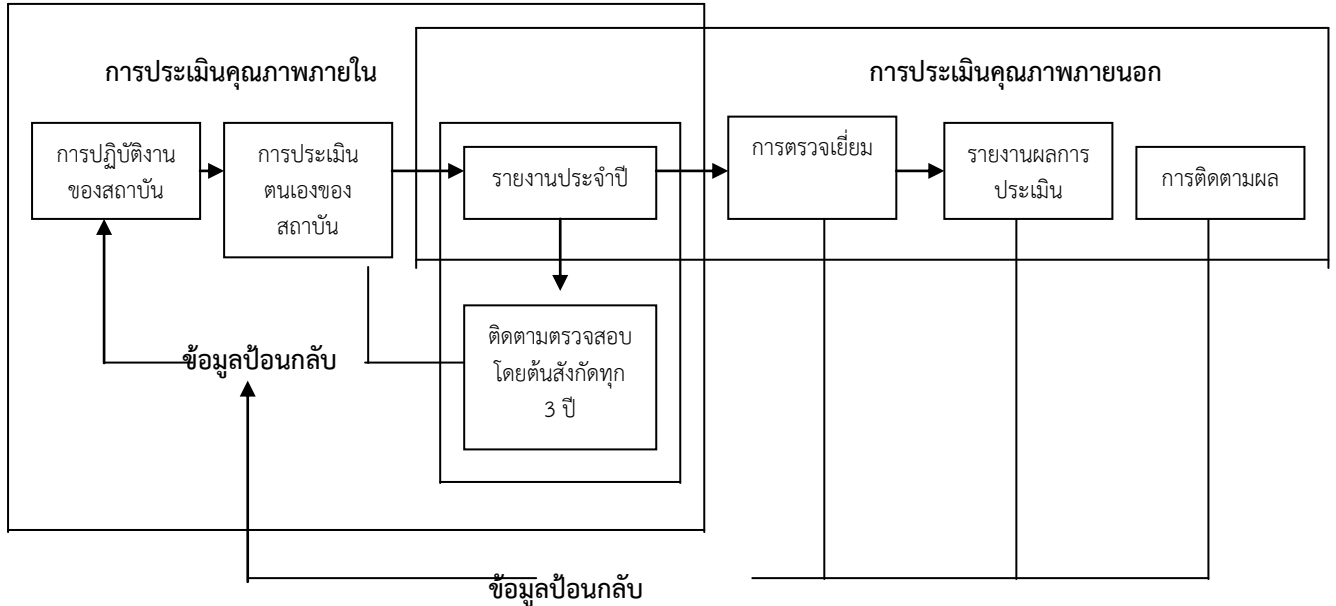 การประเมินคุณภาพภายใน
การประเมินคุณภาพภายนอก
การปฏิบัติงาน
ของสถาบัน
การประเมิน
ตนเองของ
สถาบัน
รายงานประจำปี
การตรวจเยี่ยม
รายงานผลการ
ประเมิน
การติดตามผล
ติดตามตรวจสอบ
โดยต้นสังกัดทุก
3 ปี
ข้อมูลป้อนกลับ
ข้อมูลป้อนกลับ